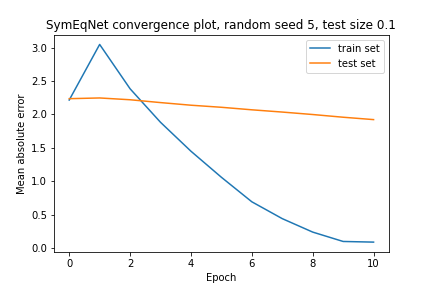 SymEqNet convergence plot, random seed 5, test size 0.1
train set
test set
Mean absolute error
3.0
2.5
2.0
1.5
1.0
0.5
0.0
0 2 4 6 8 10
Epoch